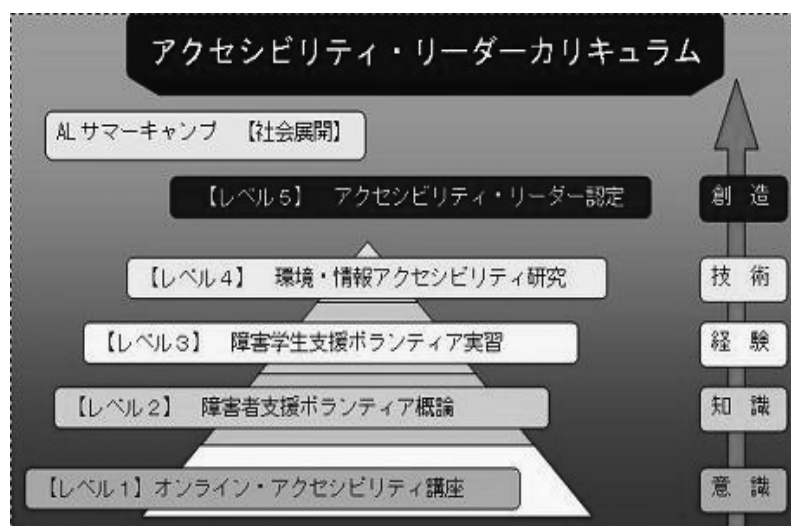 アクセシビリティ・リーダーカリキュラム
ALサマーキャンプ 【社会展開】
【レベル5】 アクセシビリティ・リーダー認定
創造
【レベル4】 環境・情報アクセシビリティ研究
技術
【レベル3】 障害学生支援ボランティア実習
経験
【レベル2】 障害者支援ボランティア概論
知識
【レベル1】オンライン・アクセシビリティ講座
意識